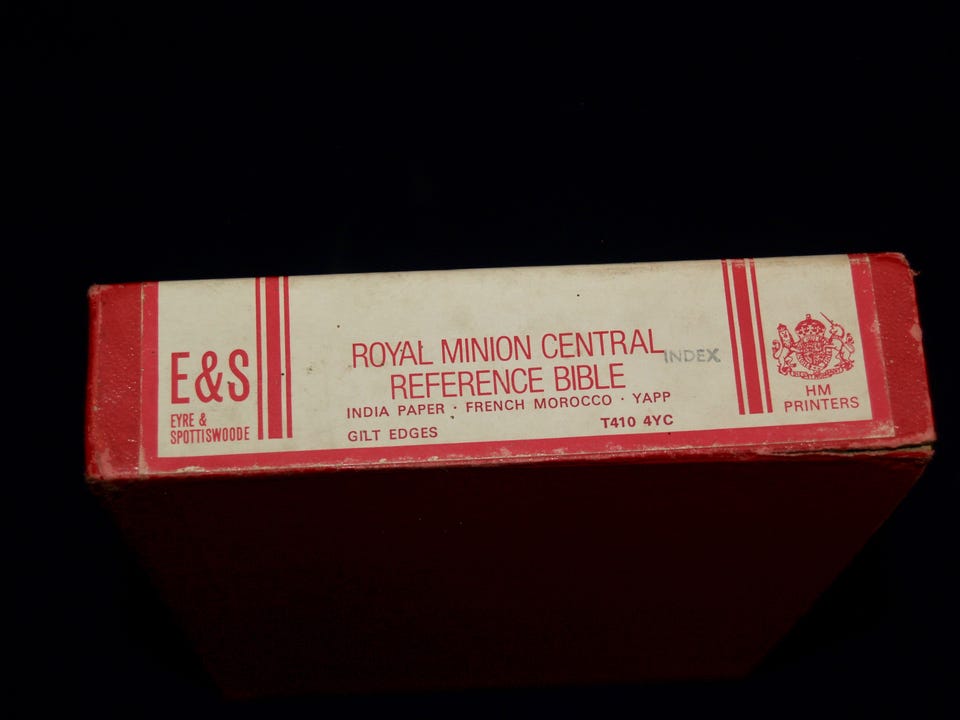 E&S
EYRE &
SPOTTISWOODE
ROYAL MINION CENTRAL INDEX
REFERENCE BIBLE
INDIA PAPER · FRENCH MOROCCO · YAPP
GILT EDGES
T410 4YC
HM
PRINTERS